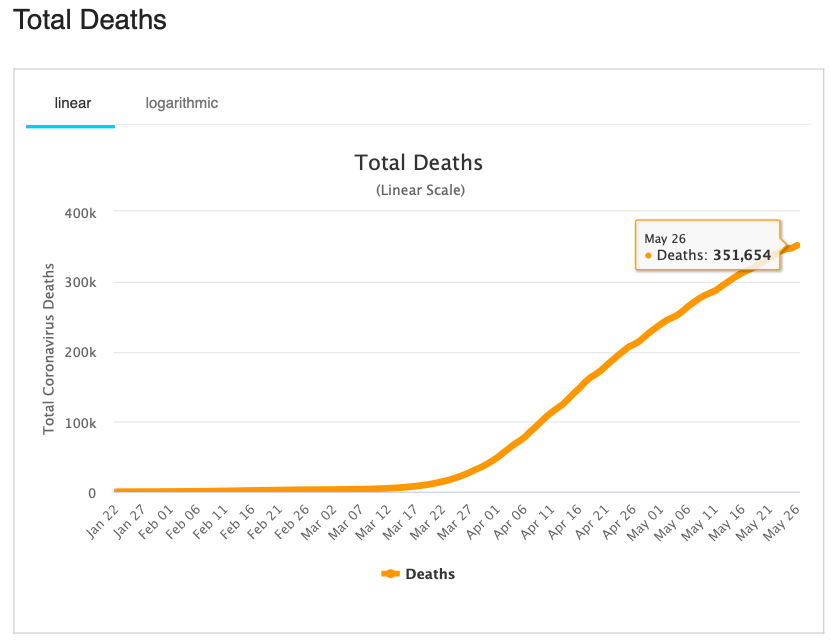 Total Deaths
linear logarithmic
Total Deaths
(Linear Scale)
Total Coronavirus Deaths
400k
300k
200k
100k
0
May 26
Deaths: 351,654
Jan 22 Jan 27 Feb 01 Feb 06 Feb 11 Feb 16 Feb 21 Feb 26 Mar 02 Mar 07 Mar 12 Mar 17 Mar 22 Mar 27 Apr 01 Apr 06 Apr 11 Apr 16 Apr 21 Apr 26 May 01 May 06 May 11 May 16 May 21 May 26
Deaths